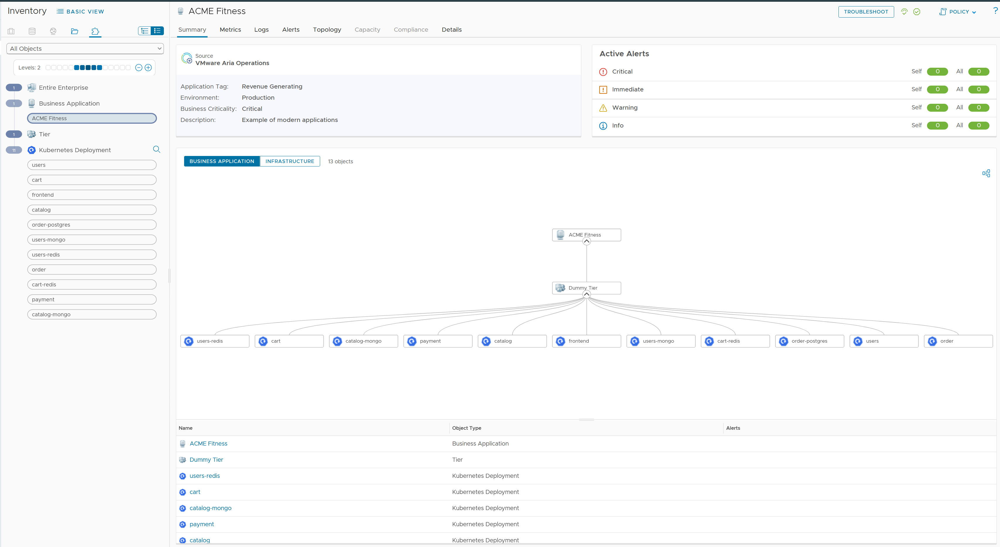 Inventory
BASIC VIEW
All Objects
Levels: 2
1
Entire Enterprise
1
Business Application
ACME Fitness
1
Tier
11
Kubernetes Deployment
users
cart
frontend
catalog
order-postgres
users-mongo
users-redis
order
cart-redis
payment
catalog-mongo
ACME Fitness
TROUBLESHOOT
POLICY
?
Summary Metrics Logs Alerts Topology Capacity Compliance Details
Source
VMware Aria Operations
Application Tag: Revenue Generating
Environment: Production
Business Criticality: Critical
Description: Example of modern applications
Active Alerts
Critical Self 0 All 0
Immediate Self 0 All 0
Warning Self 0 All 0
Info Self 0 All 0
BUSINESS APPLICATION INFRASTRUCTURE 13 objects
ACME Fitness
Dummy Tier
users-redis cart catalog-mongo payment catalog frontend users-mongo cart-redis order-postgres users order
Name Object Type Alerts
ACME Fitness Business Application
Dummy Tier Tier
users-redis Kubernetes Deployment
cart Kubernetes Deployment
catalog-mongo Kubernetes Deployment
payment Kubernetes Deployment
catalog Kubernetes Deployment